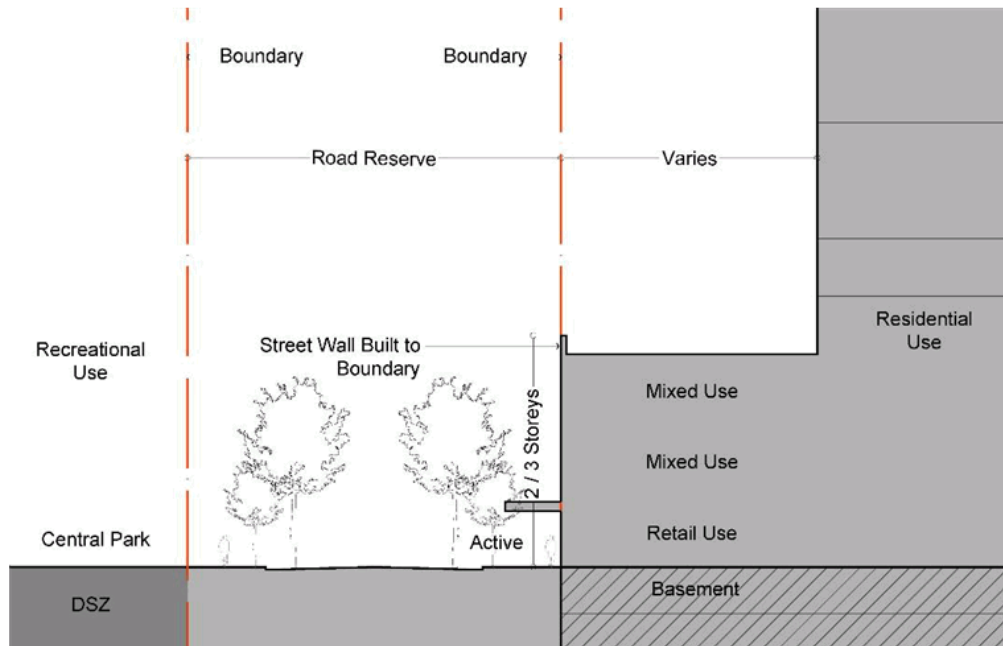 Boundary
Boundary
Road Reserve
Varies
Recreational
Use
Street Wall Built to
Boundary
Residential
Use
2 / 3 Storeys
Mixed Use
Mixed Use
Central Park
Active
Retail Use
DSZ
Basement